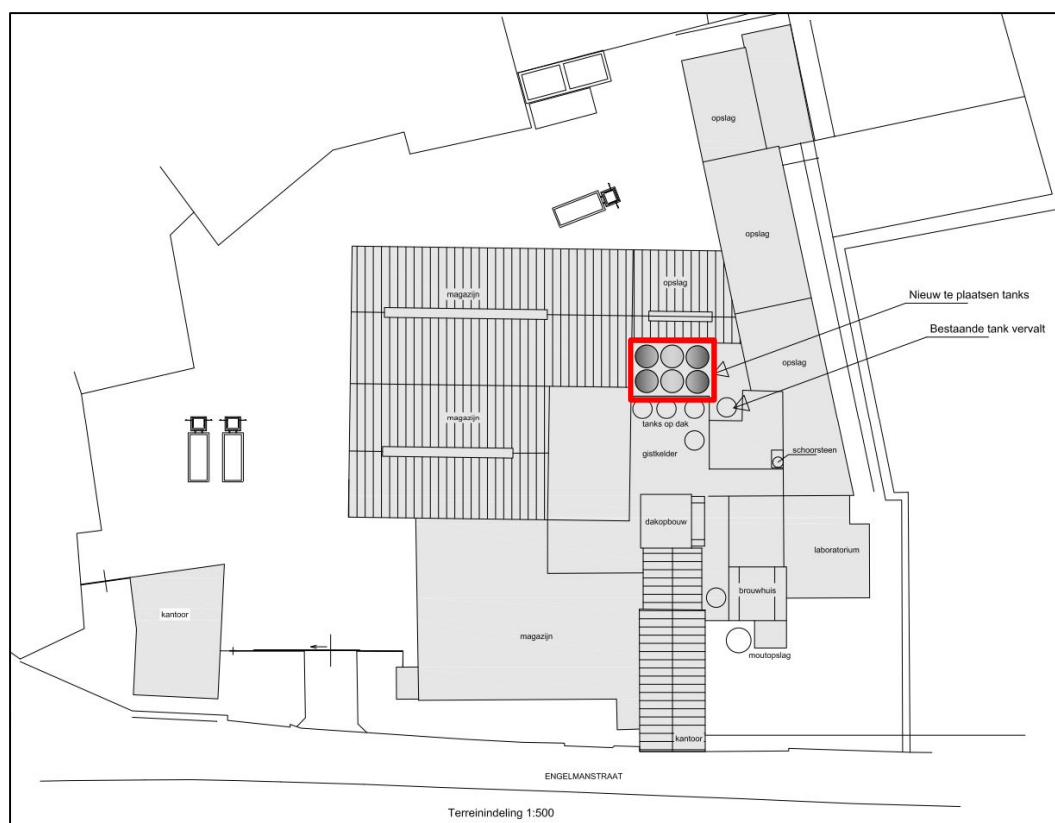 opslag
opslag
opslag
magazijn
Nieuw te plaatsen tanks
Bestaande tank vervalt
opslag
magazijn
tanks op dak
gistkelder
schoorsteen
dakopbouw
laboratorium
brouwhuis
kantoor
magazijn
moutopslag
kantoor
ENGELMANSTRAAT
Terreinindeling 1:500